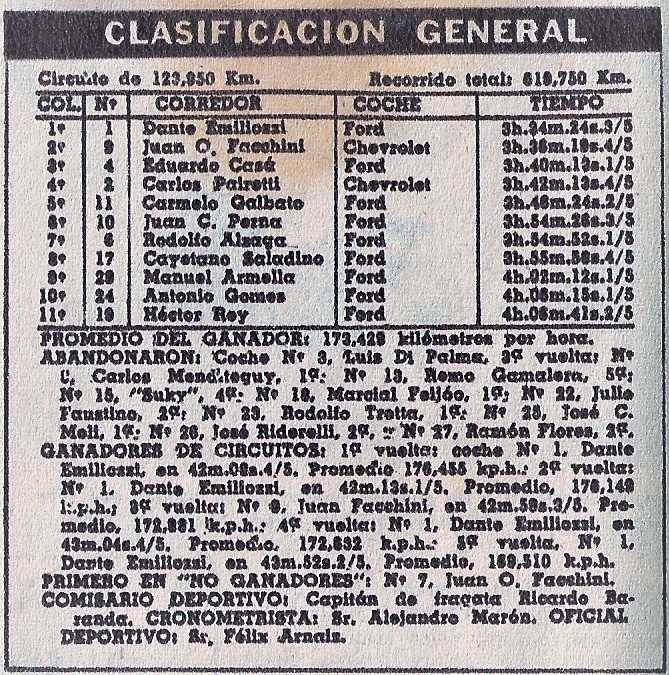 CLASIFICACION GENERAL
Circuito de 123,950 Km. Recorrido total: 619,750 Km.
COL. Nº CORREDOR COCHE TIEMPO
1º 1 Dante Emiliozzi Ford 3h.34m.24s.3/5
2º 9 Juan O. Facchini Chevrolet 3h.36m.19s.4/5
3º 4 Eduardo Casá Ford 3h.40m.13s.1/5
4º 2 Carlos Pairetti Chevrolet 3h.42m.13s.4/5
5º 11 Carmelo Galbato Ford 3h.46m.24s.2/5
6º 10 Juan C. Perna Ford 3h.54m.26s.3/5
7º 6 Rodolfo Alzaga Ford 3h.54m.52s.1/5
8º 17 Cayetano Saladino Ford 3h.55m.58s.4/5
9º 29 Manuel Armella Ford 4h.02m.12s.1/5
10º 24 Antonio Gomes Ford 4h.06m.15s.1/5
11º 19 Héctor Rey Ford 4h.06m.41s.2/5
PROMEDIO DEL GANADOR: 173,429 kilómetros por hora.
ABANDONARON: Coche Nº 3, Luis Di Palma, 3ª vuelta: Nº
Carlos Menditeguy, 1ª: Nº 13, Remo Gamalera, 5ª;
Nº 15, "Suky", 4ª: Nº 18, Marcial Feijóo, 1ª; Nº 22, Julio
Faustino, 2ª; Nº 23, Rodolfo Trotta, 1ª: Nº 25, José C.
Meli, 1ª: Nº 26, José Riderelli, 2ª, : Nº 27, Ramón Flores, 2ª.
GANADORES DE CIRCUITOS: 1ª vuelta: coche Nº 1, Dante
Emiliozzi, en 42m.08s.4/5. Promedio 176,455 kp.h.: 2ª vuelta:
Nº 1, Dante Emiliozzi, en 42m.13s.1/5. Promedio, 176,149
k.p.h.; 3ª vuelta: Nº 9, Juan Facchini, en 42m.59s.3/5. Pro-
medio, 172,991 k.p.h.: 4ª vuelta: Nº 1, Dante Emiliozzi, en
43m.04s.4/5. Promedio, 172,632 k.p.h.: 5ª vuelta, Nº 1,
Dante Emiliozzi, en 43m.52s.2/5. Promedio, 169,510 k.p.h.
PRIMERO EN "NO GANADORES": Nº 7, Juan O. Facchini.
COMISARIO DEPORTIVO: Capitán de fragata Ricardo Ba-
randa. CRONOMETRISTA: Sr. Alejandro Marón. OFICIAL
DEPORTIVO: Sr. Félix Arnaiz.